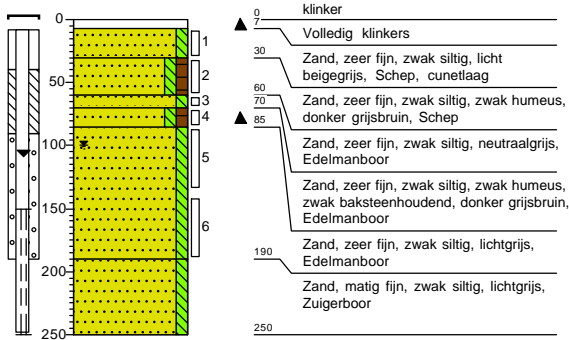 0
50
100
150
200
250
1
2
3
4
5
6
0
klinker
7
Volledig klinkers
30
Zand, zeer fijn, zwak siltig, licht
beigegrijs, Schep, cunetlaag
60
Zand, zeer fijn, zwak siltig, zwak humeus,
donker grijsbruin, Schep
70
Zand, zeer fijn, zwak siltig, neutraalgrijs,
Edelmanboor
85
Zand, zeer fijn, zwak siltig, zwak humeus,
zwak baksteenhoudend, donker grijsbruin,
Edelmanboor
Zand, zeer fijn, zwak siltig, lichtgrijs,
Edelmanboor
190
Zand, matig fijn, zwak siltig, lichtgrijs,
Zuigerboor
250